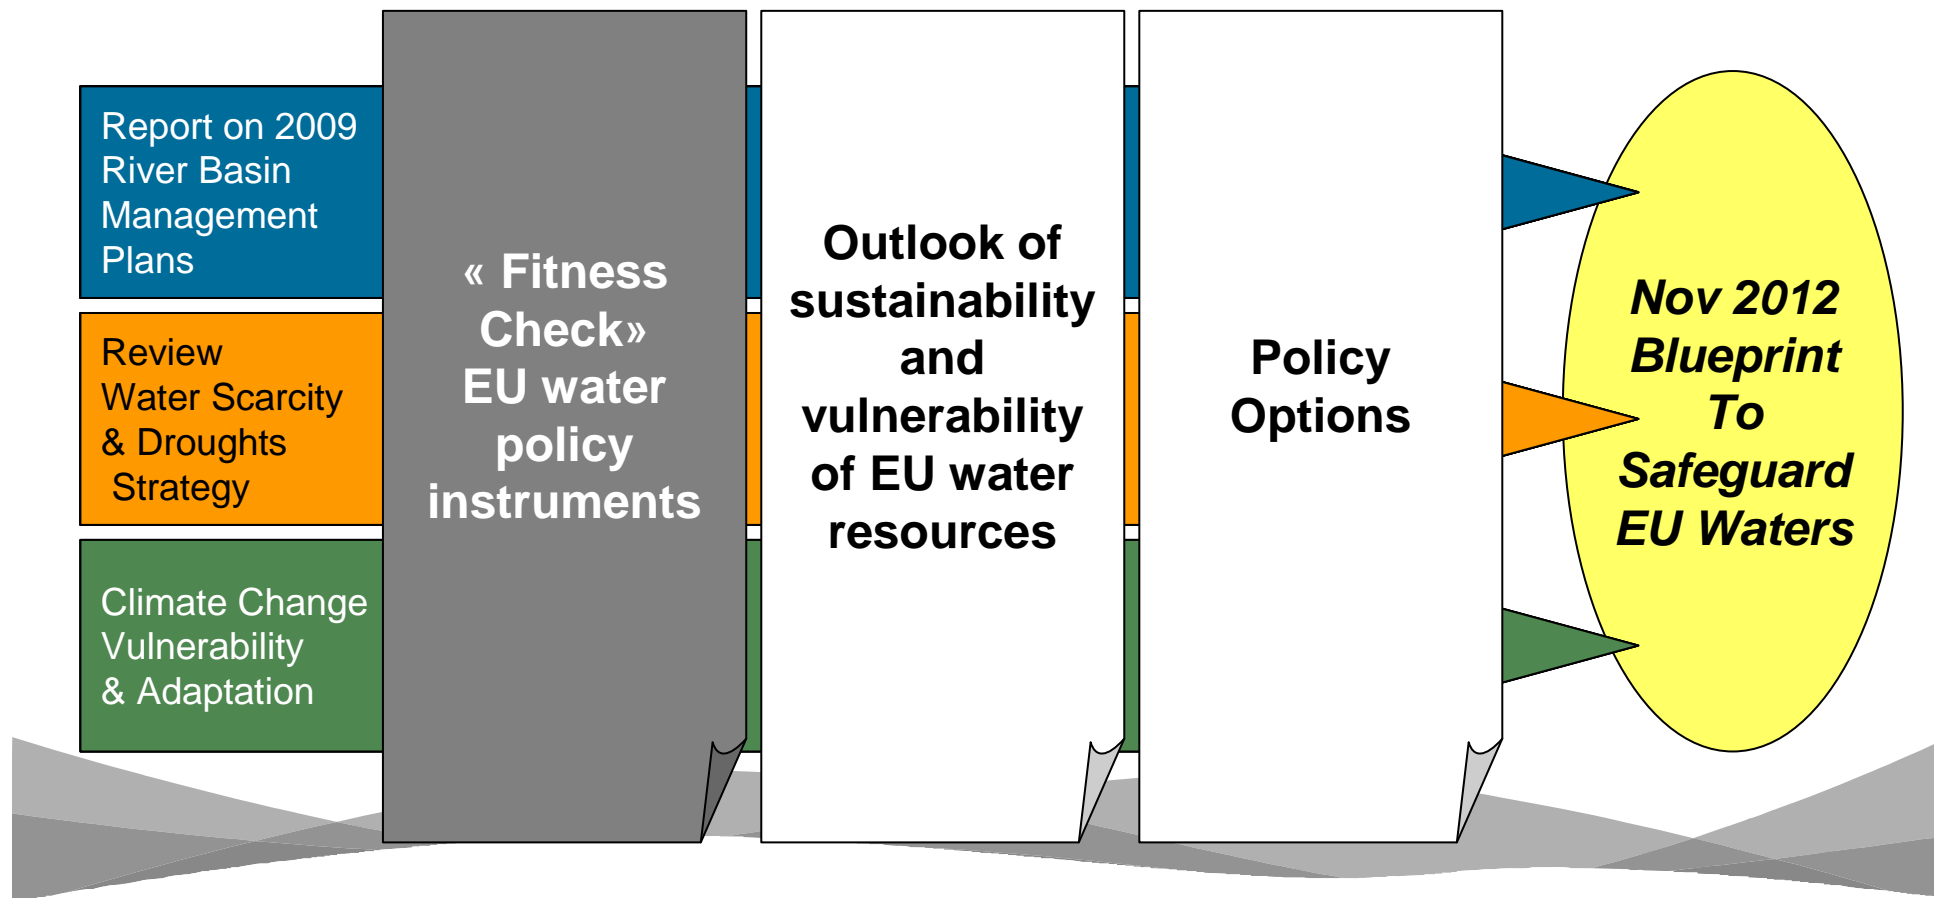 Report on 2009
River Basin
Management
Plans
Review
Water Scarcity
& Droughts
Strategy
Climate Change
Vulnerability
& Adaptation
« Fitness
Check»
EU water
policy
instruments
Outlook of
sustainability
and
vulnerability
of EU water
resources
Policy
Options
Nov 2012
Blueprint
To
Safeguard
EU Waters